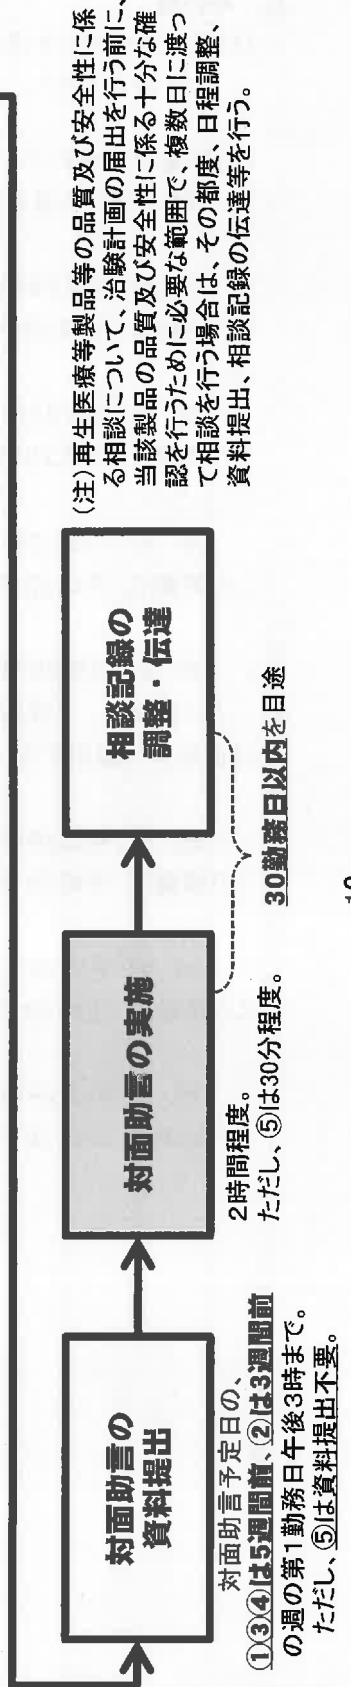 対面助言の
資料提出
対面助言予定日の、
①③④は5週間前、②は3週間前
の週の第1勤務日午後3時まで。
ただし、⑤は資料提出不要。
対面助言の実施
2時間程度。
ただし、⑤は30分程度。
相談記録の
調整・伝達
30勤務日以内を目途
(注)再生医療等製品等の品質及び安全性に係
る相談について、治験計画の届出を行う前に、
当該製品の品質及び安全性に係る十分な確
認を行うために必要な範囲で、複数日に渡っ
て相談を行う場合は、その都度、日程調整、
資料提出、相談記録の伝達等を行う。